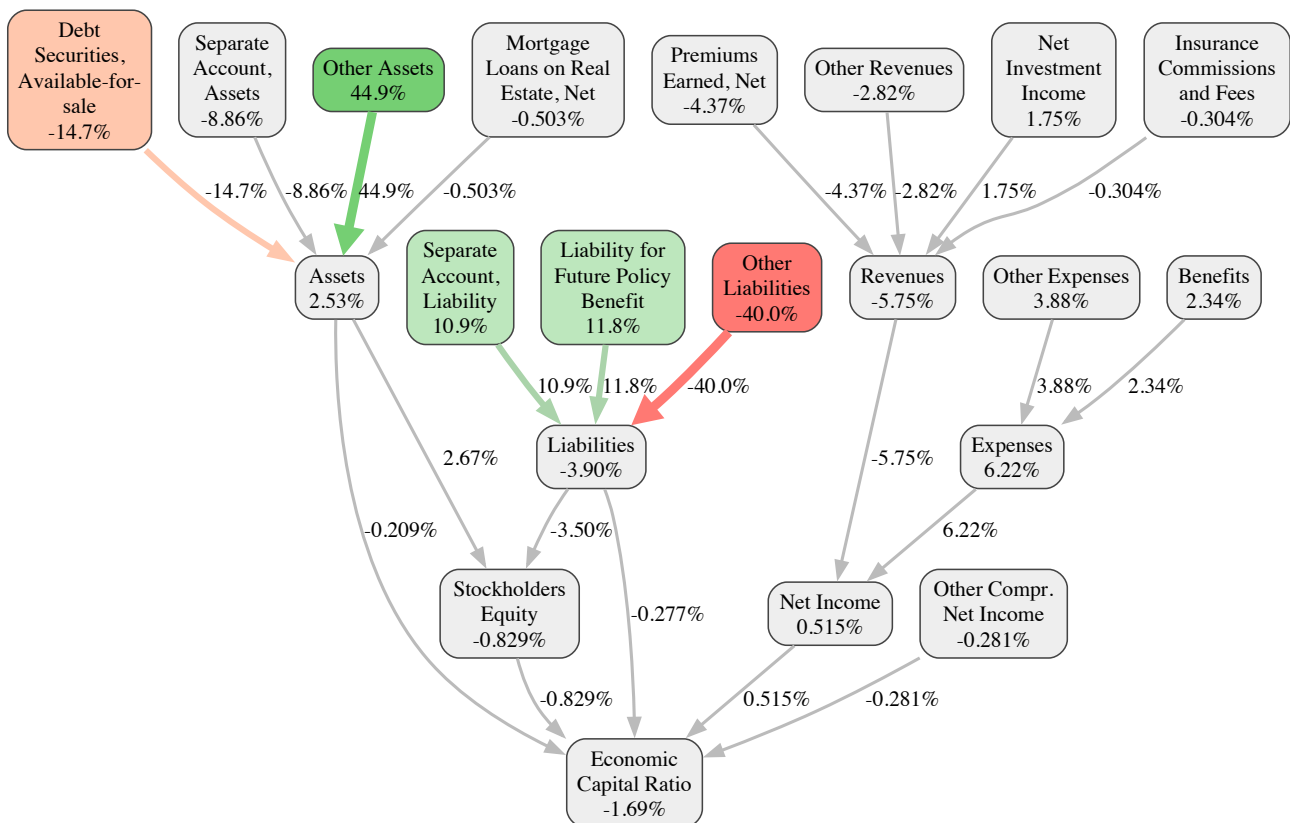 Debt
Securities,
Available-for-
sale
-14.7%
Separate
Account,
Assets
-8.86%
Other Assets
44.9%
Mortgage
Loans on Real
Estate, Net
-0.503%
Premiums
Earned, Net
-4.37%
Other Revenues
-2.82%
Net
Investment
Income
1.75%
Insurance
Commissions
and Fees
-0.304%
-14.7%
-8.86%
44.9%
-0.503%
-4.37%
-2.82%
1.75%
-0.304%
Assets
2.53%
Separate
Account,
Liability
10.9%
Liability for
Future Policy
Benefit
11.8%
Other
Liabilities
-40.0%
Revenues
-5.75%
Other Expenses
3.88%
Benefits
2.34%
10.9%
11.8%
-40.0%
3.88%
2.34%
2.67%
Liabilities
-3.90%
-5.75%
Expenses
6.22%
-0.209%
-3.50%
6.22%
Stockholders
Equity
-0.829%
-0.277%
Net Income
0.515%
Other Compr.
Net Income
-0.281%
-0.829%
0.515%
-0.281%
Economic
Capital Ratio
-1.69%